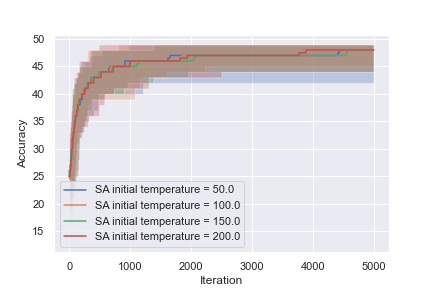 50
45
40
35
30
25
20
15
Accuracy
SA initial temperature = 50.0
SA initial temperature = 100.0
SA initial temperature = 150.0
SA initial temperature = 200.0
0 1000 2000 3000 4000 5000
Iteration